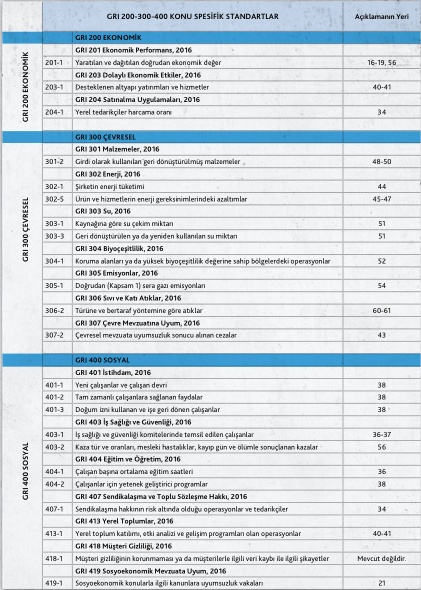 GRI 200-300-400 KONU SPESİFİK STANDARTLAR Açıklamanın Yeri
GRI 200 EKONOMİK
GRI 200 EKONOMİK
GRI 201 Ekonomik Performans, 2016
201-1 Yaratılan ve dağıtılan doğrudan ekonomik değer 16-19, 56
GRI 203 Dolaylı Ekonomik Etkiler, 2016
203-1 Desteklenen altyapı yatırımları ve hizmetler 40-41
GRI 204 Satınalma Uygulamaları, 2016
204-1 Yerel tedarikçiler harcama oranı 34
GRI 300 ÇEVRESEL
GRI 300 ÇEVRESEL
GRI 301 Malzemeler, 2016
301-2 Girdi olarak kullanılan geri dönüştürülmüş malzemeler 48-50
GRI 302 Enerji, 2016
302-1 Şirketin enerji tüketimi 44
302-5 Ürün ve hizmetlerin enerji gereksinimlerindeki azaltımlar 45-47
GRI 303 Su, 2016
303-1 Kaynağına göre su çekim miktarı 51
303-3 Geri dönüştürülen ya da yeniden kullanılan su miktarı 51
GRI 304 Biyoçeşitlilik, 2016
304-1 Koruma alanları ya da yüksek biyoçeşitlilik değerine sahip bölgelerdeki operasyonlar 52
GRI 305 Emisyonlar, 2016
305-1 Doğrudan (Kapsam 1) sera gazı emisyonları 54
GRI 306 Sıvı ve Katı Atıklar, 2016
306-2 Türüne ve bertaraf yöntemine göre atıklar 60-61
GRI 307 Çevre Mevzuatına Uyum, 2016
307-2 Çevresel mevzuata uyumsuzluk sonucu alınan cezalar 43
GRI 400 SOSYAL
GRI 400 SOSYAL
GRI 401 İstihdam, 2016
401-1 Yeni çalışanlar ve çalışan devri 38
401-2 Tam zamanlı çalışanlara sağlanan faydalar 38
401-3 Doğum izni kullanan ve işe geri dönen çalışanlar 38
GRI 403 İş Sağlığı ve Güvenliği, 2016
403-1 İş sağlığı ve güvenliği komitelerinde temsil edilen çalışanlar 36-37
403-2 Kaza tür ve oranları, mesleki hastalıklar, kayıp gün ve ölümle sonuçlanan kazalar 56
GRI 404 Eğitim ve Öğretim, 2016
404-1 Çalışan başına ortalama eğitim saatleri 36
404-2 Çalışanlar için yetenek geliştirici programlar 38
GRI 407 Sendikalaşma ve Toplu Sözleşme Hakkı, 2016
407-1 Sendikalaşma hakkının risk altında olduğu operasyonlar ve tedarikçiler 34
GRI 413 Yerel Toplumlar, 2016
413-1 Yerel toplum katılımı, etki analizi ve gelişim programları olan operasyonlar 40-41
GRI 418 Müşteri Gizliliği, 2016
418-1 Müşteri gizliliğinin korunmaması ya da müşterilerle ilgili veri kaybı ile ilgili şikayetler Mevcut değildir.
GRI 419 Sosyoekonomik Mevzuata Uyum, 2016
419-1 Sosyoekonomik konularla ilgili kanunlara uyumsuzluk vakaları 21